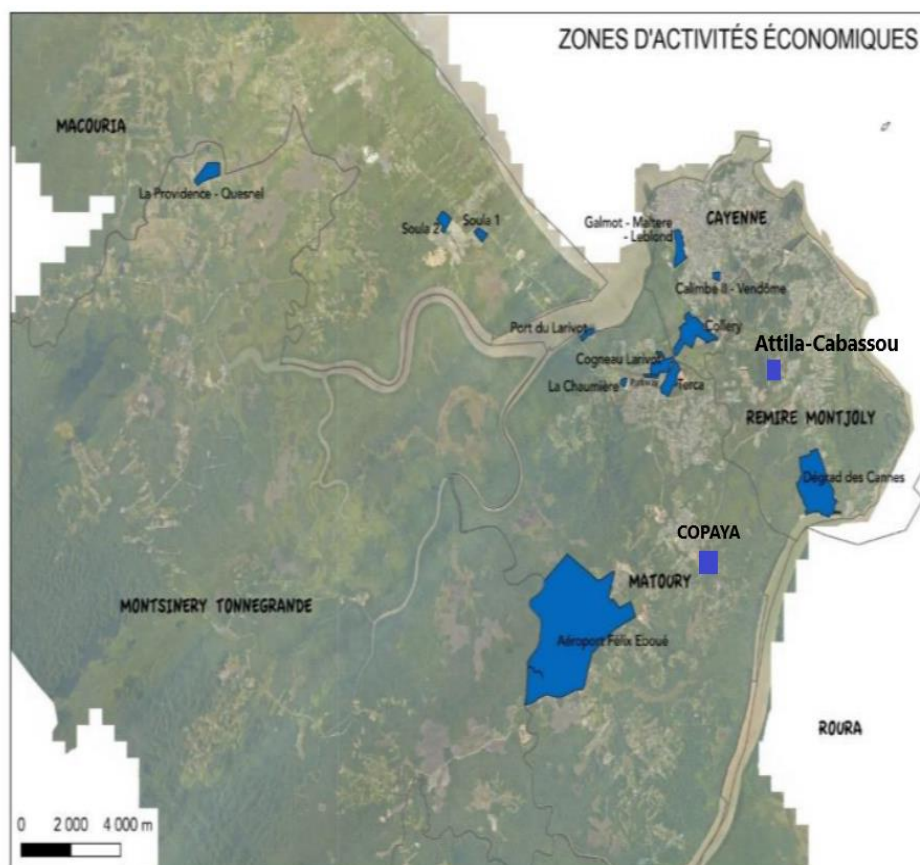 ZONES D'ACTIVITÉS ÉCONOMIQUES
MACOURIA
La Providence - Quesnel
Soula 2
Soula 1
Galmot - Maltere
- Leblond
CAYENNE
Calimbé II - Vendôme
Port du Larivot
Collery
Attila-Cabassou
Cogneau Larivot
La Chaumière
Terca
REMIRE MONTJOLY
Dégrad des Cannes
COPAYA
MATOURY
MONTSINERY TONNEGRANDE
Aéroport Félix Eboué
ROURA
0 2 000 4 000 m